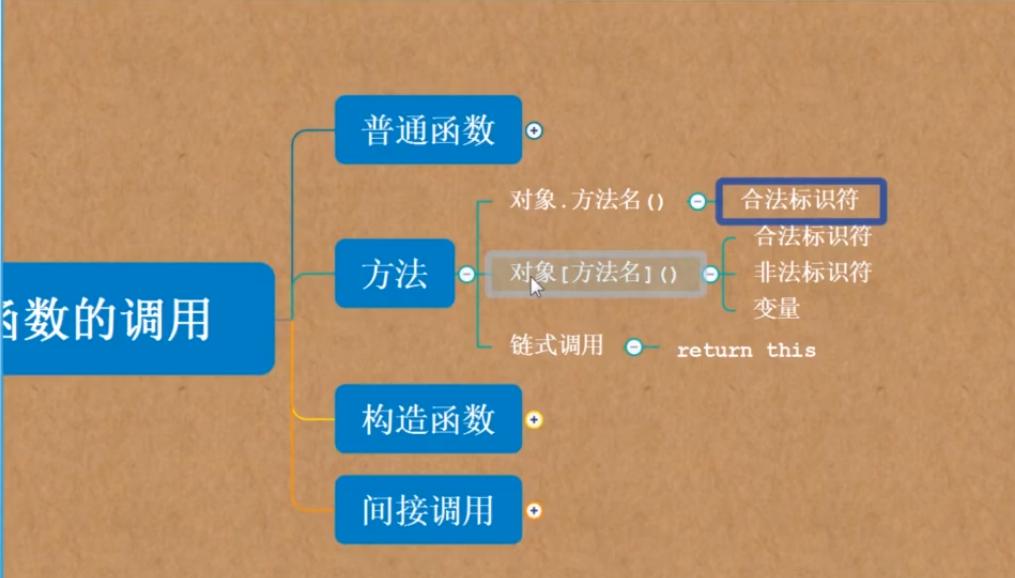 普通函数
对象.方法名()
合法标识符
方法
对象[方法名]()
合法标识符
非法标识符
变量
链式调用
return this
函数的调用
构造函数
间接调用